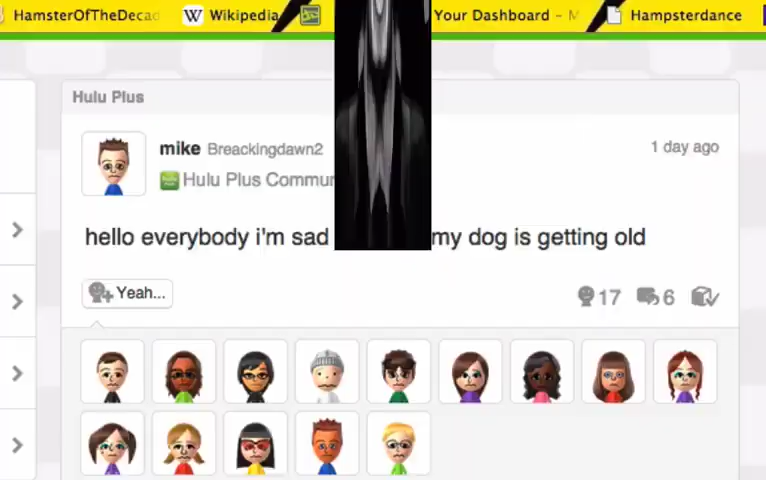 HamsterOfTheDecad
Wikipedia
Your Dashboard - M
Hampsterdance
Hulu Plus
mike Breackingdawn2
1 day ago
Hulu Plus Commun
hello everybody i'm sad my dog is getting old
Yeah...
17
6